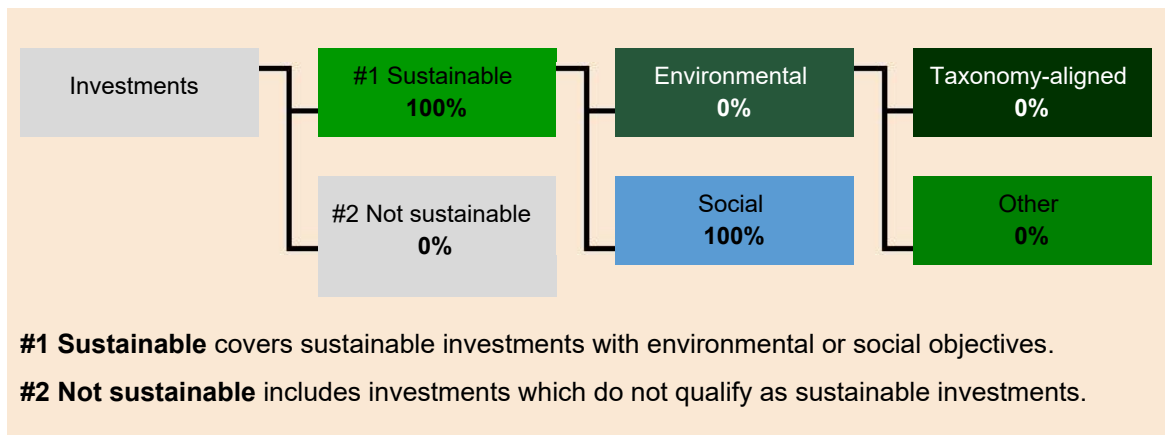 Investments
#1 Sustainable
100%
Environmental
0%
Taxonomy-aligned
0%
#2 Not sustainable
0%
Social
100%
Other
0%
#1 Sustainable covers sustainable investments with environmental or social objectives.
#2 Not sustainable includes investments which do not qualify as sustainable investments.